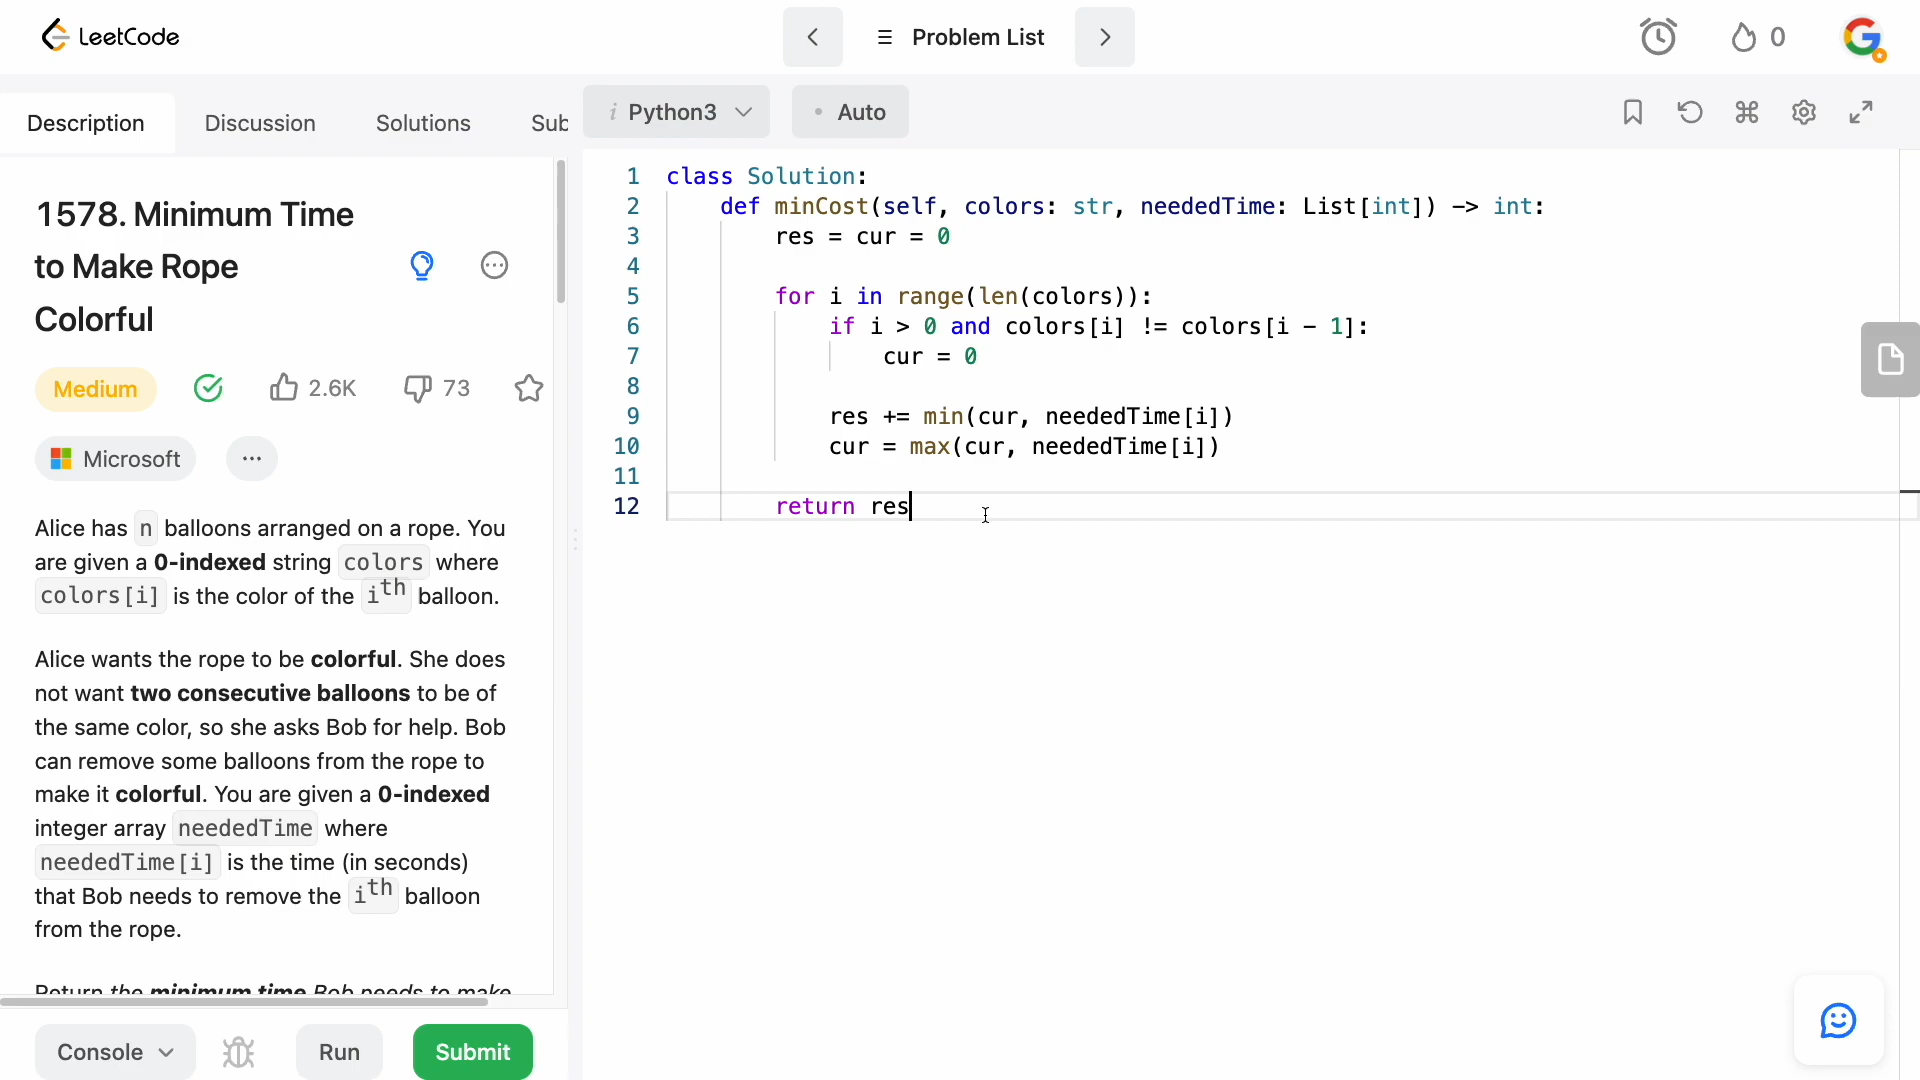 LeetCode
Problem List
0
Description Discussion Solutions Sub
Python3
Auto
1578. Minimum Time
to Make Rope
Colorful
Medium
2.6K
73
Microsoft
Alice has n balloons arranged on a rope. You
are given a 0-indexed string colors where
colors[i] is the color of the ith balloon.
Alice wants the rope to be colorful. She does
not want two consecutive balloons to be of
the same color, so she asks Bob for help. Bob
can remove some balloons from the rope to
make it colorful. You are given a 0-indexed
integer array neededTime where
neededTime[i] is the time (in seconds)
that Bob needs to remove the ith balloon
from the rope.
Return the minimum time Bob needs to make
Console
Run
Submit
1 class Solution:
2 def minCost(self, colors: str, neededTime: List[int]) -> int:
3 res = cur = 0
4
5 for i in range(len(colors)):
6 if i > 0 and colors[i] != colors[i - 1]:
7 cur = 0
8
9 res += min(cur, neededTime[i])
10 cur = max(cur, neededTime[i])
11
12 return res